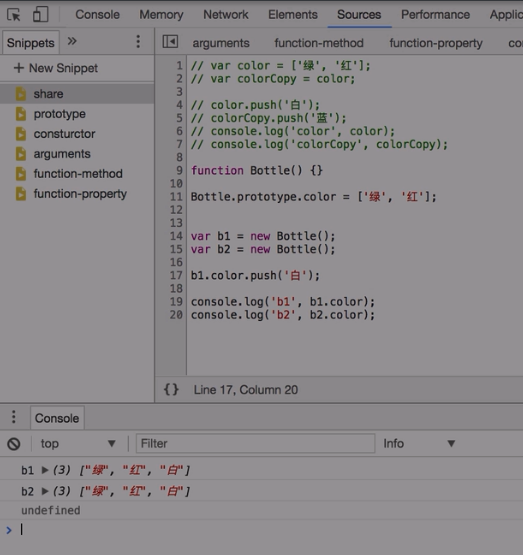 Console Memory Network Elements Sources Performance Applic
Snippets »
arguments function-method function-property co
+ New Snippet
share
prototype
consturctor
arguments
function-method
function-property
1 // var color = ['绿', '红'];
2 // var colorCopy = color;
3
4 // color.push('白');
5 // colorCopy.push('蓝');
6 // console.log('color', color);
7 // console.log('colorCopy', colorCopy);
8
9 function Bottle() {}
10
11 Bottle.prototype.color = ['绿', '红'];
12
13
14 var b1 = new Bottle();
15 var b2 = new Bottle();
16
17 b1.color.push('白');
18
19 console.log('b1', b1.color);
20 console.log('b2', b2.color);
{} Line 17, Column 20
Console
top Filter Info
b1 (3) ["绿", "红", "白"]
b2 (3) ["绿", "红", "白"]
undefined
>